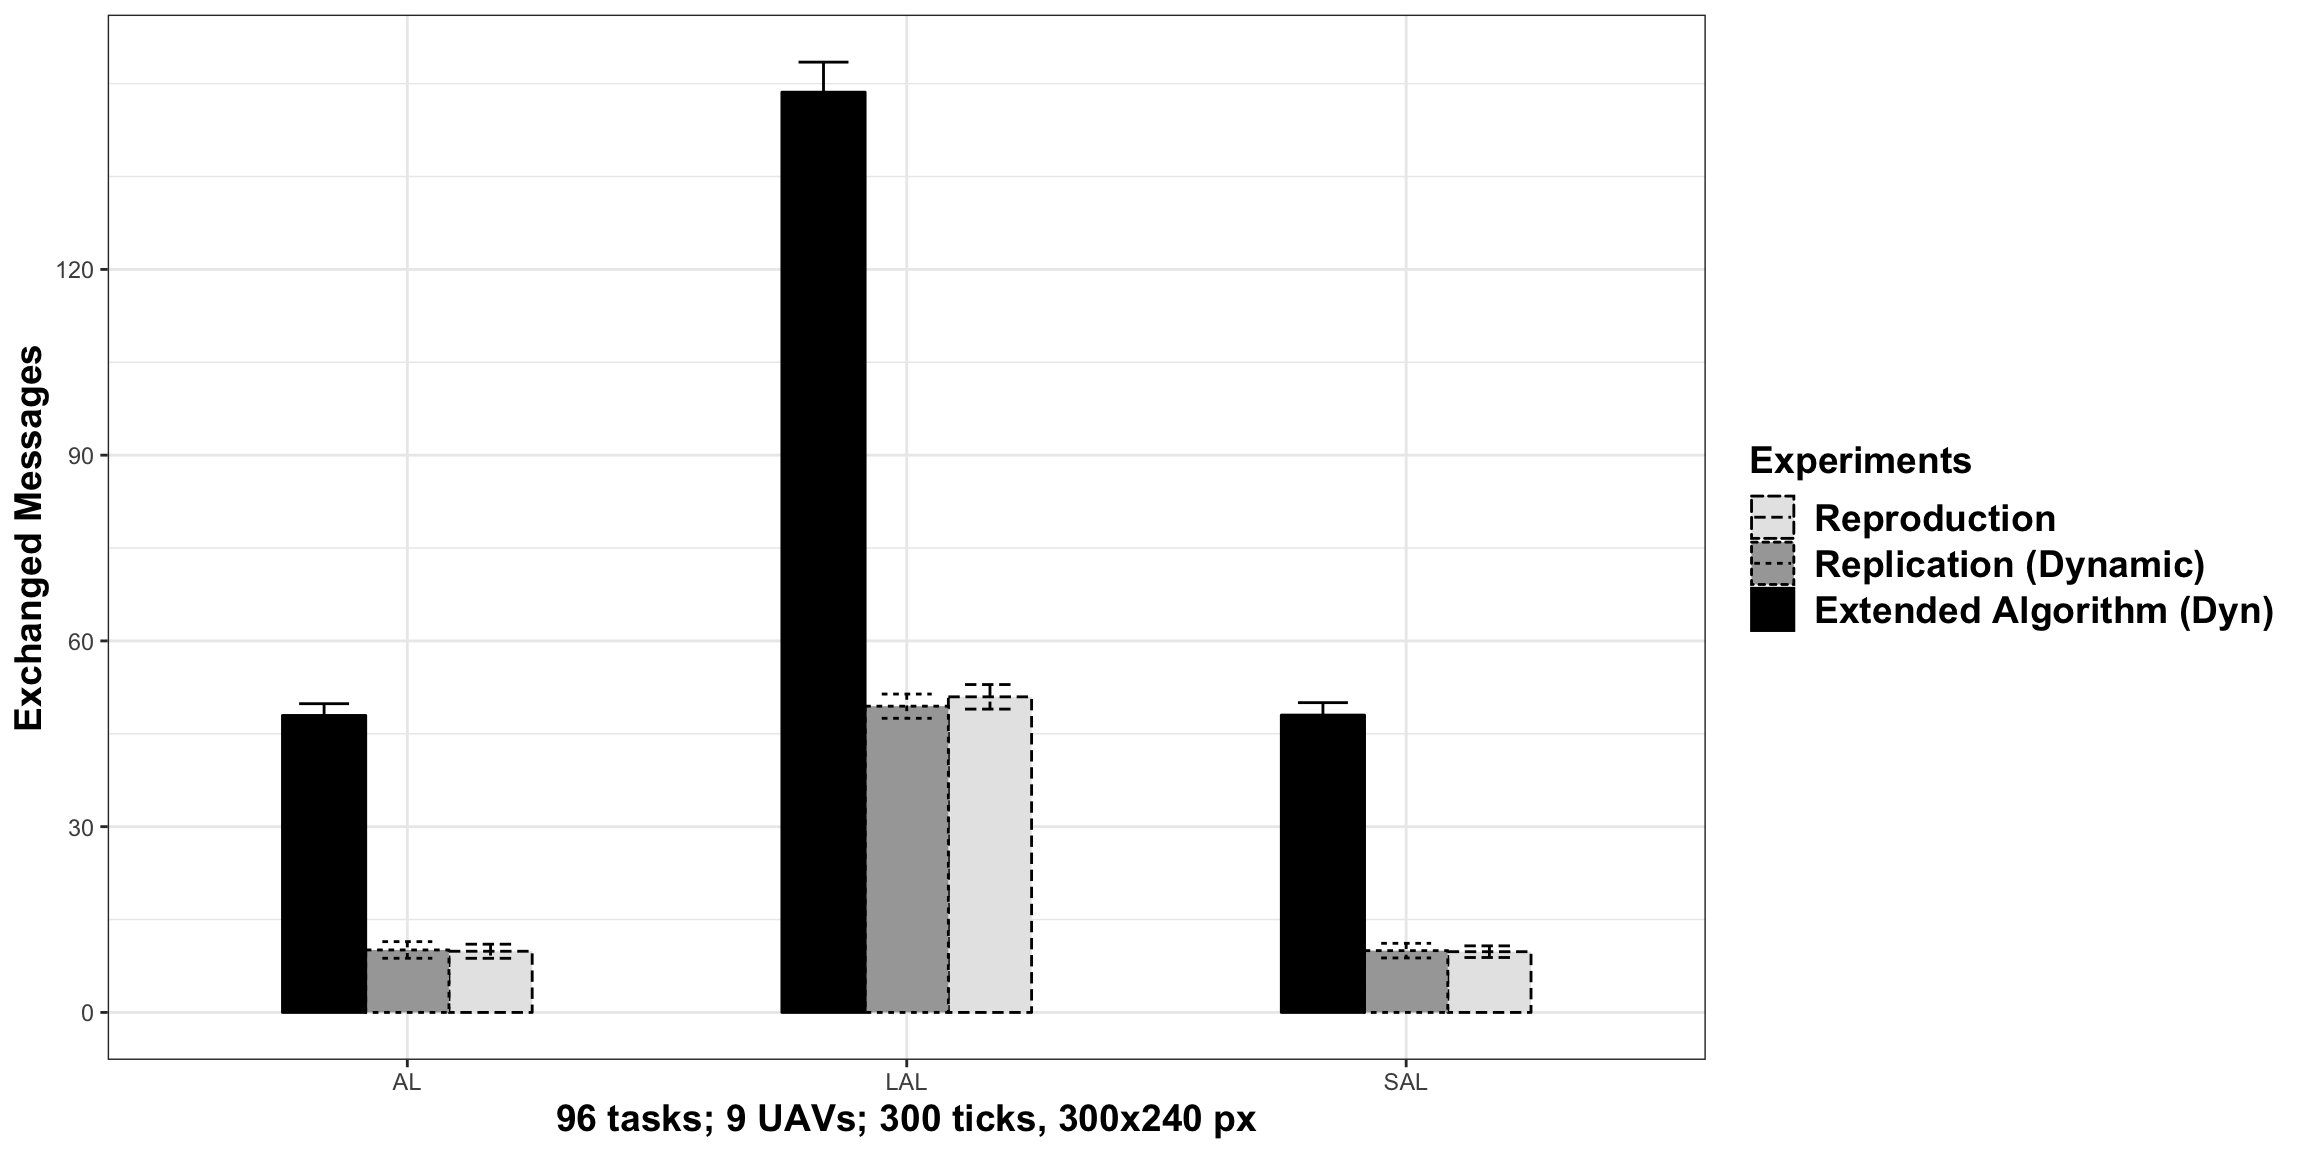 Exchanged Messages
120
90
60
30
0
AL
LAL
SAL
96 tasks; 9 UAVs; 300 ticks, 300x240 px
Experiments
Reproduction
Replication (Dynamic)
Extended Algorithm (Dyn)